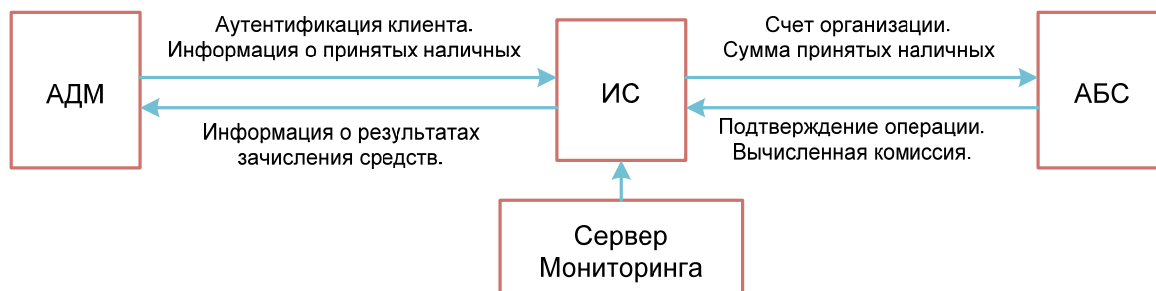 Аутентификация клиента.
Информация о принятых наличных
Счет организации.
Сумма принятых наличных
АДМ
ИС
АБС
Информация о результатах
зачисления средств.
Подтверждение операции.
Вычисленная комиссия.
Сервер
Мониторинга